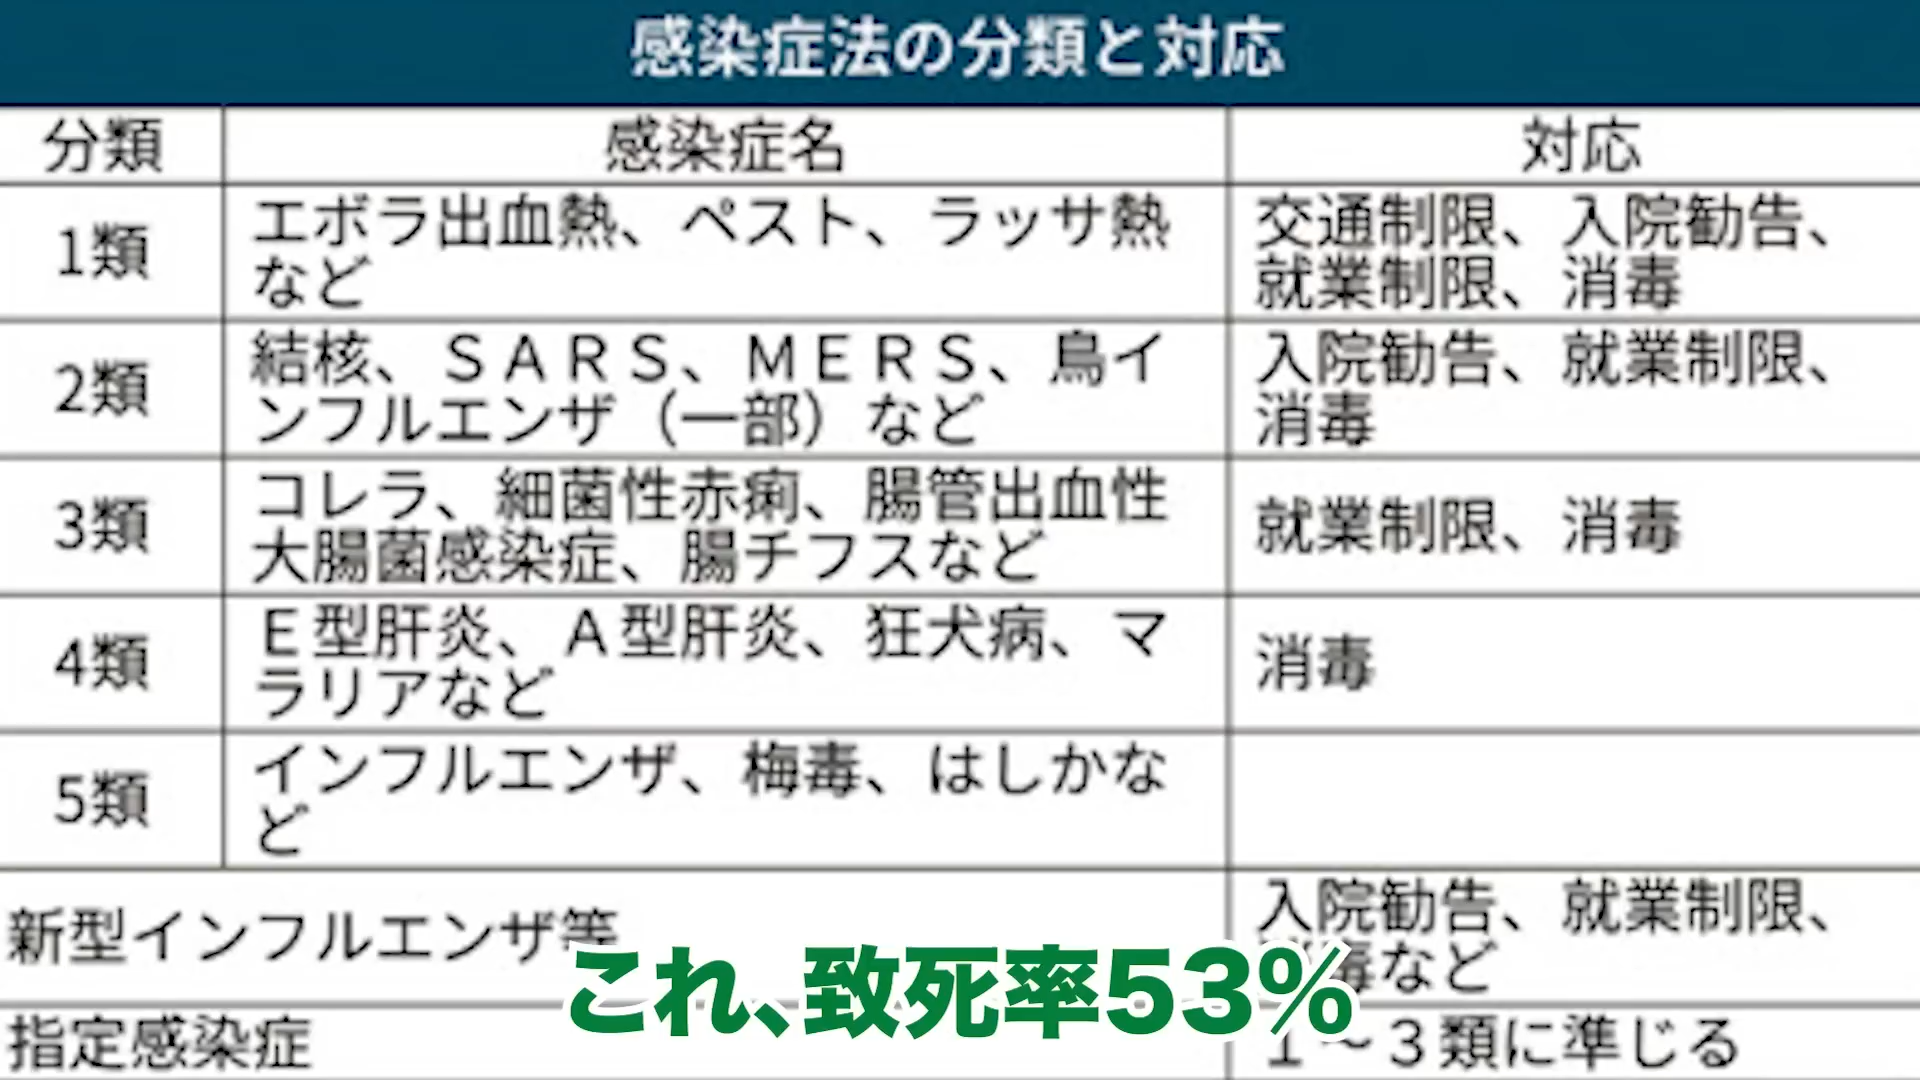 感染症法の分類と対応
分類 感染症名 対応
1類 エボラ出血熱、ペスト、ラッサ熱 交通制限、入院勧告、
など 就業制限、消毒
2類 結核、ＳＡＲＳ、ＭＥＲＳ、鳥イ 入院勧告、就業制限、
ンフルエンザ（一部）など 消毒
3類 コレラ、細菌性赤痢、腸管出血性 就業制限、消毒
大腸菌感染症、腸チフスなど
4類 Ｅ型肝炎、Ａ型肝炎、狂犬病、マ 消毒
ラリアなど
5類 インフルエンザ、梅毒、はしかな
ど
新型インフルエンザ等 入院勧告、就業制限、
消毒など
これ、致死率53%
指定感染症 １～３類に準じる